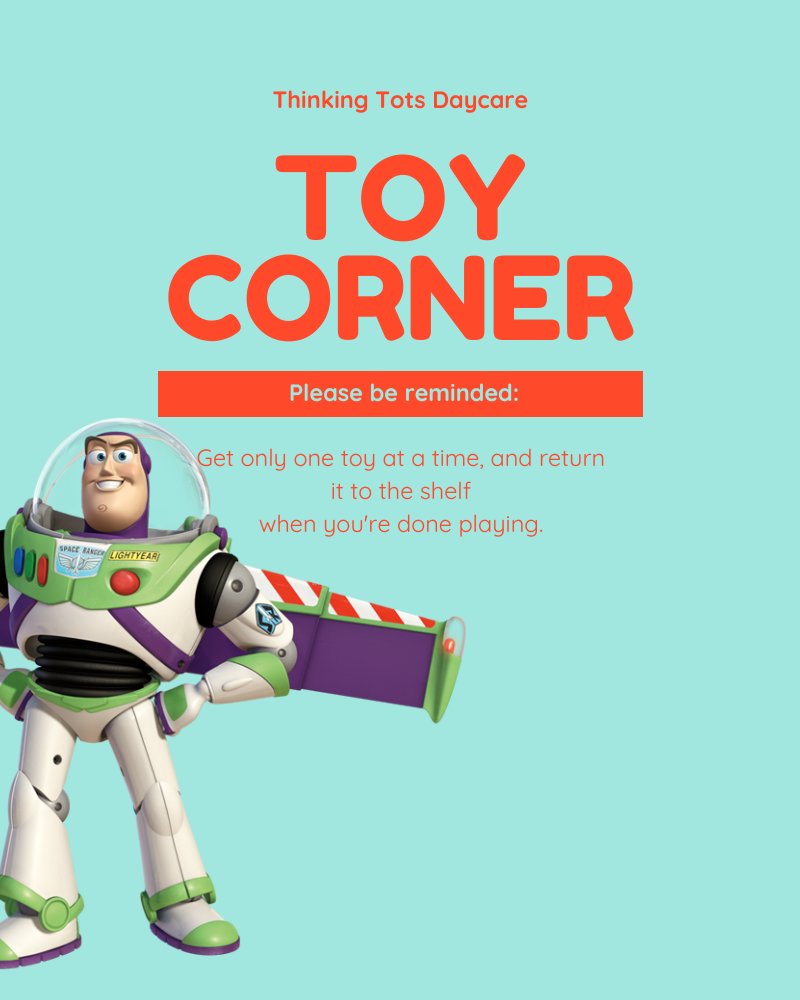 Thinking Tots Daycare
TOY
CORNER
Please be reminded:
Get only one toy at a time, and return
it to the shelf
when you're done playing.
SPACE RANGER
LIGHTYEAR